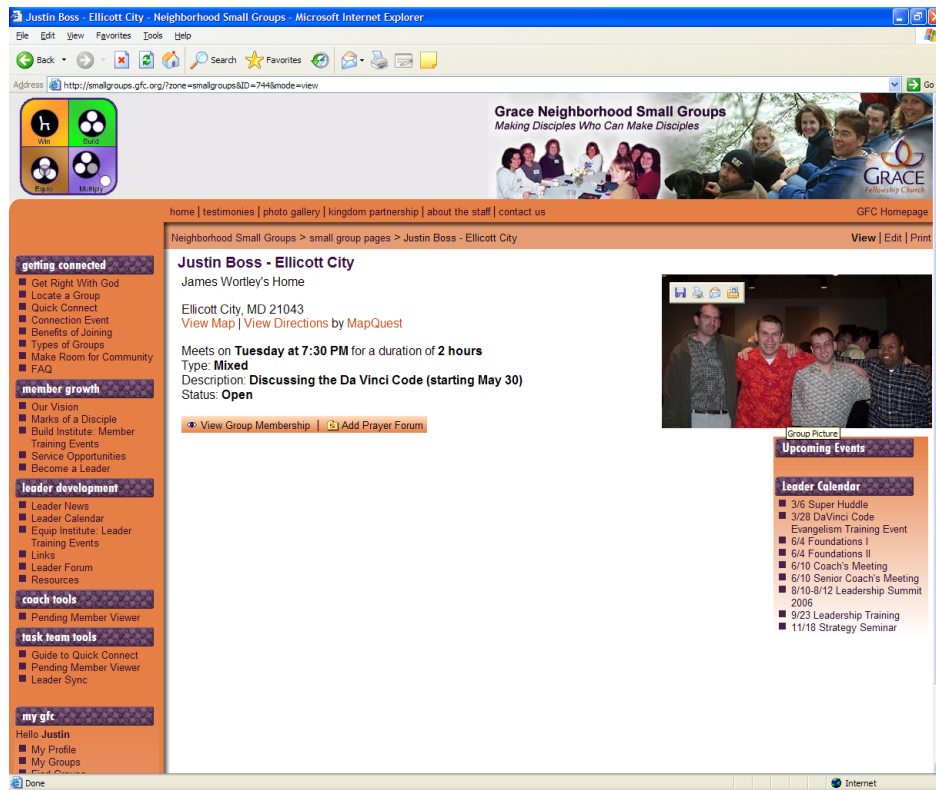 Justin Boss - Ellicott City - Neighborhood Small Groups - Microsoft Internet Explorer
File Edit View Favorites Tools Help
Back Search Favorites
Address http://smallgroups.gfc.org/?zone=smallgroups&ID=744&mode=view Go
Win Build
Equip Multiply
Grace Neighborhood Small Groups
Making Disciples Who Can Make Disciples
CAT
GRACE
Fellowship Church
home | testimonies | photo gallery | kingdom partnership | about the staff | contact us GFC Homepage
Neighborhood Small Groups > small group pages > Justin Boss - Ellicott City View | Edit | Print
getting connected
Get Right With God
Locate a Group
Quick Connect
Connection Event
Benefits of Joining
Types of Groups
Make Room for Community
FAQ
member growth
Our Vision
Marks of a Disciple
Build Institute: Member
Training Events
Service Opportunities
Become a Leader
leader development
Leader News
Leader Calendar
Equip Institute: Leader
Training Events
Links
Leader Forum
Resources
coach tools
Pending Member Viewer
task team tools
Guide to Quick Connect
Pending Member Viewer
Leader Sync
my gfc
Hello Justin
My Profile
My Groups
Find Groups
Justin Boss - Ellicott City
James Wortley's Home
Ellicott City, MD 21043
View Map | View Directions by MapQuest
Meets on Tuesday at 7:30 PM for a duration of 2 hours
Type: Mixed
Description: Discussing the Da Vinci Code (starting May 30)
Status: Open
View Group Membership | Add Prayer Forum
Group Picture
Upcoming Events
Leader Calendar
3/6 Super Huddle
3/28 DaVinci Code
Evangelism Training Event
6/4 Foundations I
6/4 Foundations II
6/10 Coach's Meeting
6/10 Senior Coach's Meeting
8/10-8/12 Leadership Summit
2006
9/23 Leadership Training
11/18 Strategy Seminar
Done Internet